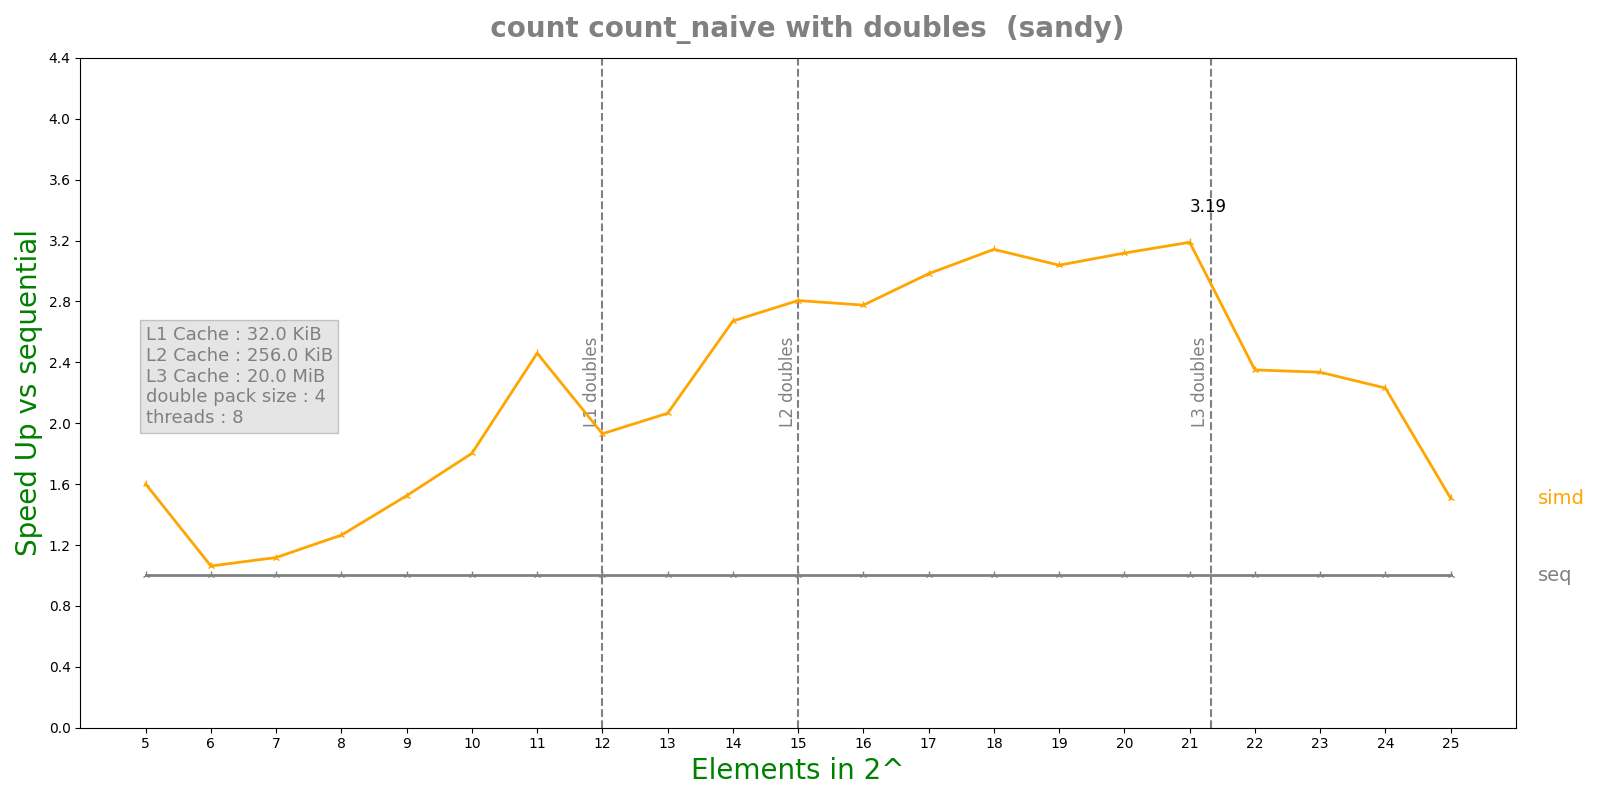 count count_naive with doubles  (sandy)
Speed Up vs sequential
4.4
4.0
3.6
3.2
2.8
2.4
2.0
1.6
1.2
0.8
0.4
0.0
L1 Cache : 32.0 KiB
L2 Cache : 256.0 KiB
L3 Cache : 20.0 MiB
double pack size : 4
threads : 8
L1 doubles
L2 doubles
L3 doubles
3.19
simd
seq
5 6 7 8 9 10 11 12 13 14 15 16 17 18 19 20 21 22 23 24 25
Elements in 2^